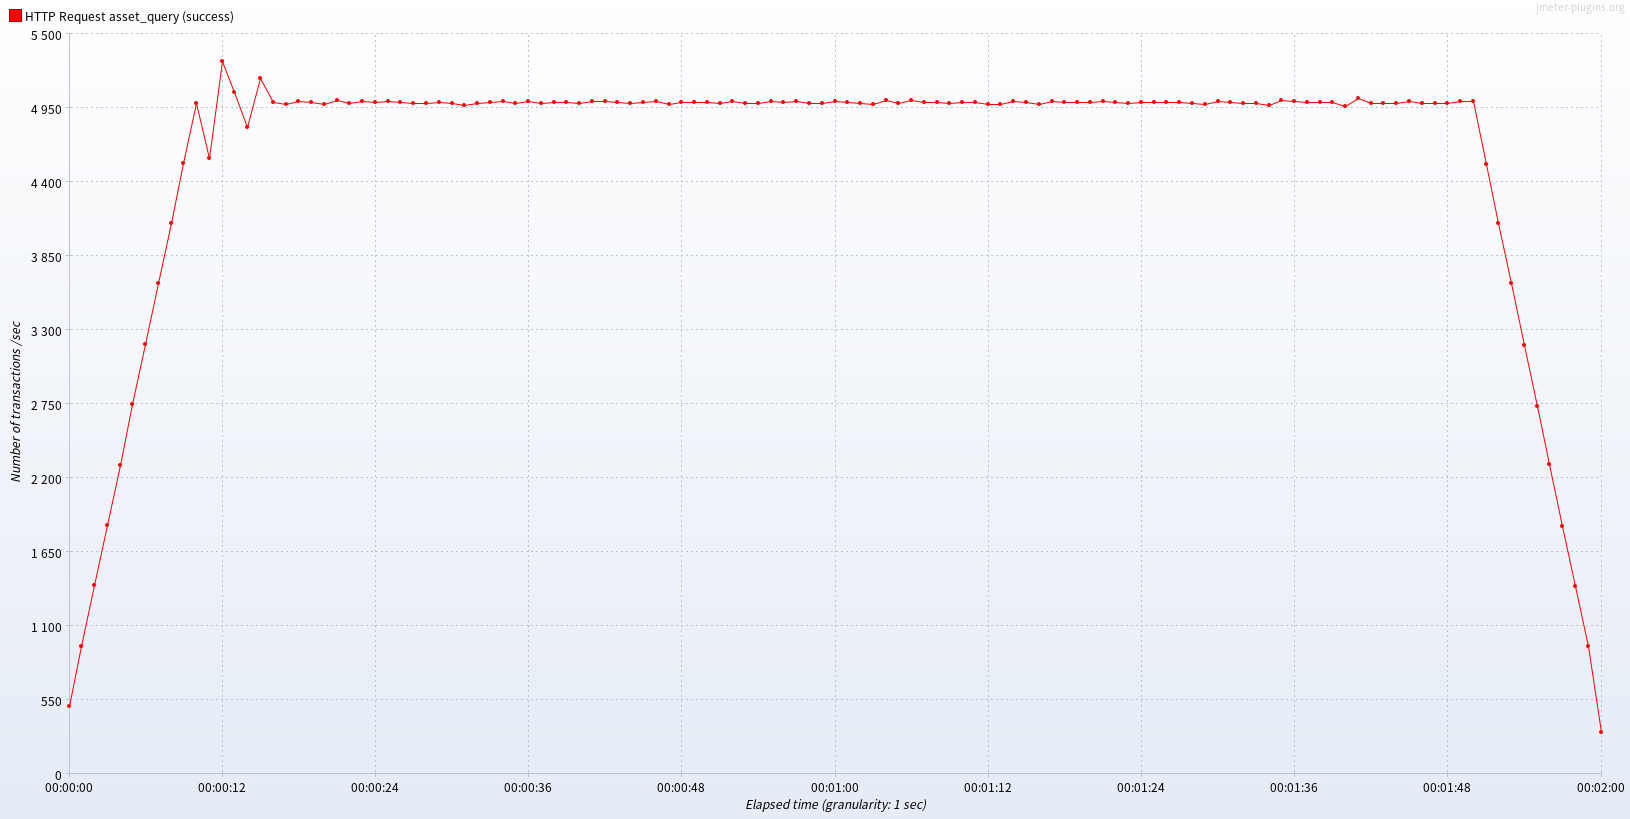 HTTP Request asset_query (success)
jmeter-plugins.org
5 500
4 950
4 400
3 850
3 300
2 750
2 200
1 650
1 100
550
0
Number of transactions /sec
00:00:00 00:00:12 00:00:24 00:00:36 00:00:48 00:01:00 00:01:12 00:01:24 00:01:36 00:01:48 00:02:00
Elapsed time (granularity: 1 sec)